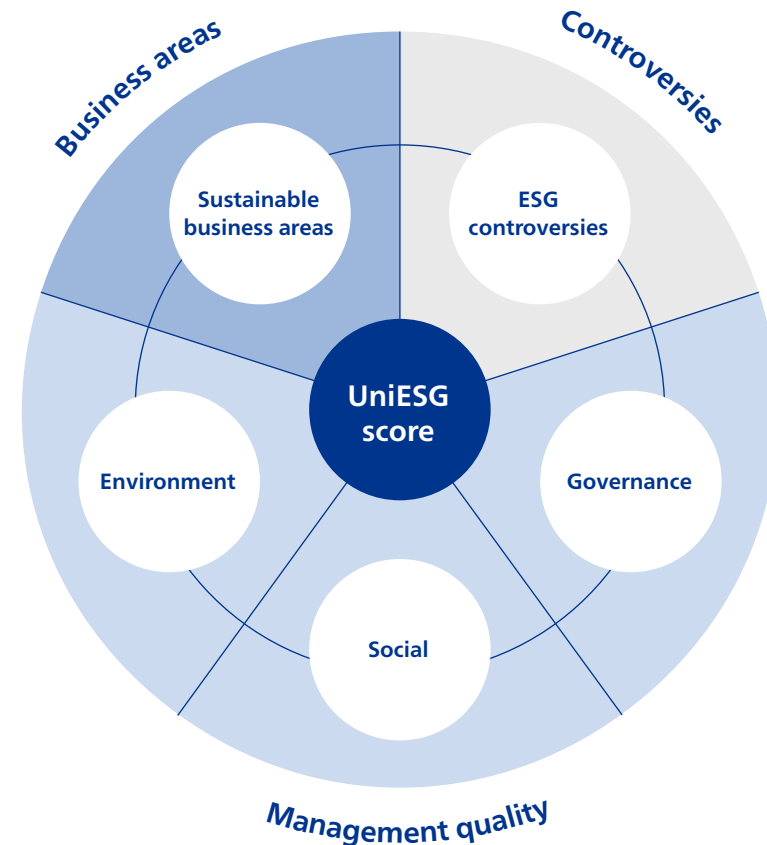 Business areas
Controversies
Sustainable
business areas
ESG
controversies
UniESG
score
Environment
Governance
Social
Management quality